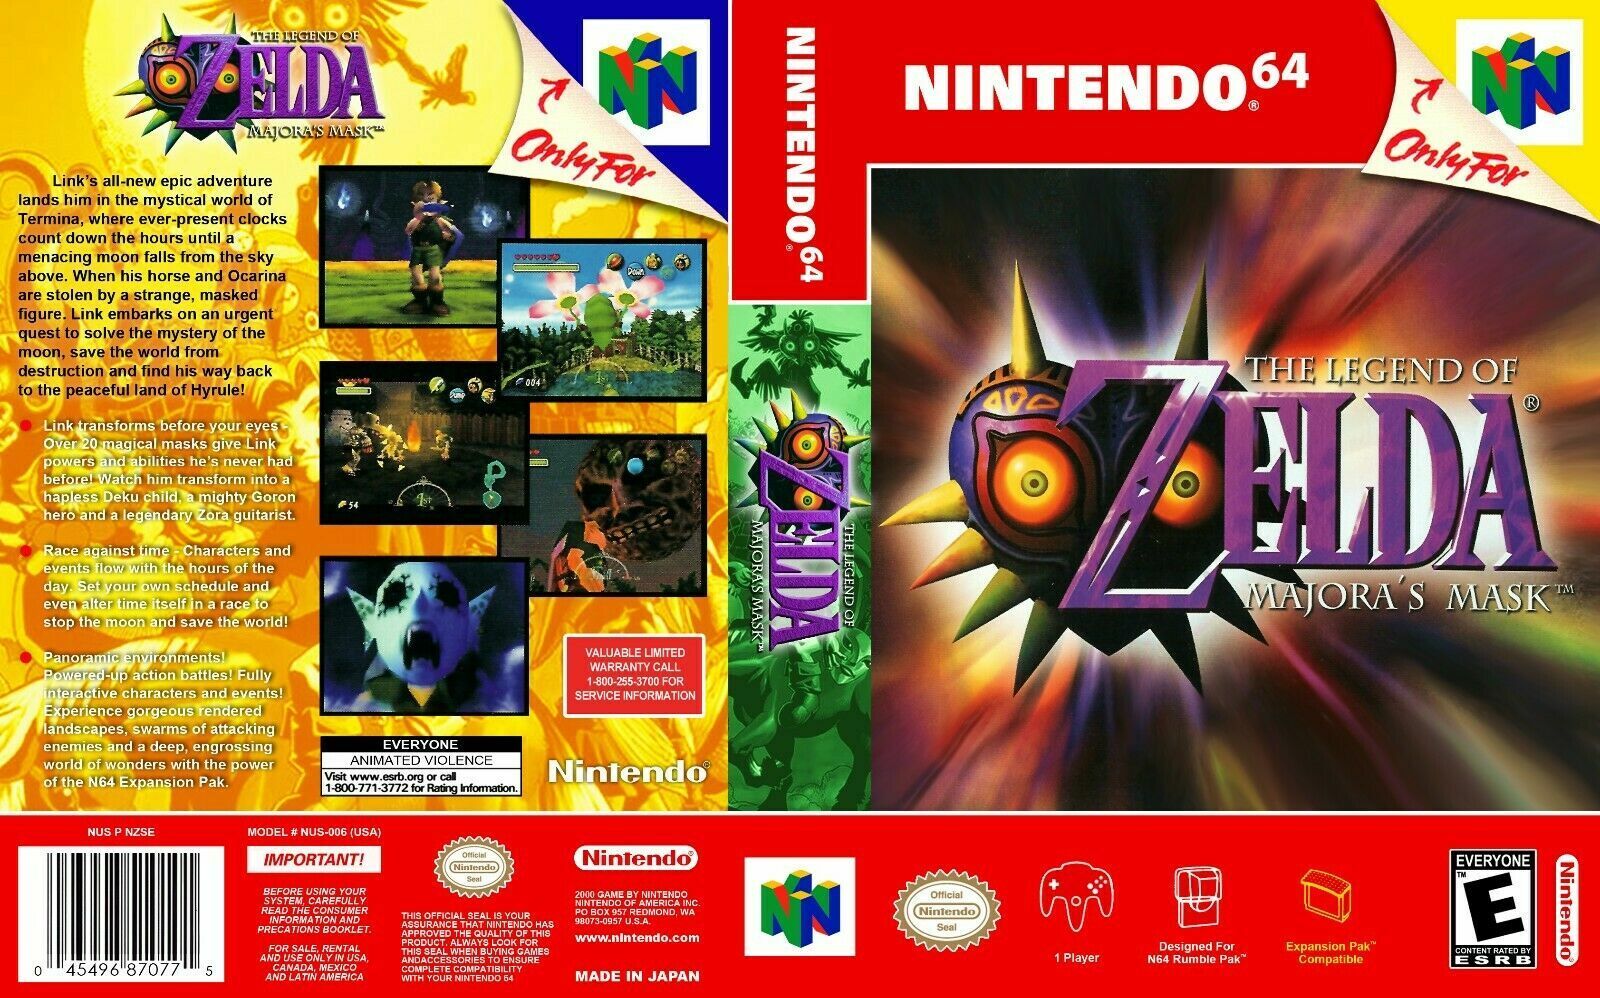 THE LEGEND OF
ZELDA
MAJORA'S MASK™
Only For
Link's all-new epic adventure
lands him in the mystical world of
Termina, where ever-present clocks
count down the hours until a
menacing moon falls from the sky
above. When his horse and Ocarina
are stolen by a strange, masked
figure. Link embarks on an urgent
quest to solve the mystery of the
moon, save the world from
destruction and find his way back
to the peaceful land of Hyrule!
Link transforms before your eyes -
Over 20 magical masks give Link
powers and abilities he's never had
before! Watch him transform into a
hapless Deku child, a mighty Goron
hero and a legendary Zora guitarist.
Race against time - Characters and
events flow with the hours of the
day. Set your own schedule and
even alter time itself in a race to
stop the moon and save the world!
Panoramic environments!
Powered-up action battles! Fully
interactive characters and events!
Experience gorgeous rendered
landscapes, swarms of attacking
enemies and a deep, engrossing
world of wonders with the power
of the N64 Expansion Pak.
Down
004
1ST
Dump
54
1ST
VALUABLE LIMITED
WARRANTY CALL
1-800-255-3700 FOR
SERVICE INFORMATION
EVERYONE
ANIMATED VIOLENCE
Visit www.esrb.org or call
1-800-771-3772 for Rating Information.
Nintendo®
NUS P NZSE
0 45496 87077 5
MODEL # NUS-006 (USA)
IMPORTANT!
BEFORE USING YOUR
SYSTEM, CAREFULLY
READ THE CONSUMER
INFORMATION AND
PRECATIONS BOOKLET.
FOR SALE, RENTAL
AND USE ONLY IN USA,
CANADA, MEXICO
AND LATIN AMERICA
Official
Nintendo
Seal
THIS OFFICIAL SEAL IS YOUR
ASSURANCE THAT NINTENDO HAS
APPROVED THE QUALITY OF THIS
PRODUCT. ALWAYS LOOK FOR
THIS SEAL WHEN BUYING GAMES
ANDACCESSORIES TO ENSURE
COMPLETE COMPATIBILITY
WITH YOUR NINTENDO 64
Nintendo®
2000 GAME BY NINTENDO
NINTENDO OF AMERICA INC.
PO BOX 957 REDMOND, WA
98073-0957 U.S.A.
www.nintendo.com
MADE IN JAPAN
NINTENDO®64
THE LEGEND OF
ZELDA
MAJORA'S MASK™
NINTENDO®64
Only For
THE LEGEND OF
ZELDA®
MAJORA'S MASK™
Official
Nintendo
Seal
1 Player
Designed For
N64 Rumble Pak™
Expansion Pak™
Compatible
EVERYONE
E™
CONTENT RATED BY
ESRB
Nintendo®